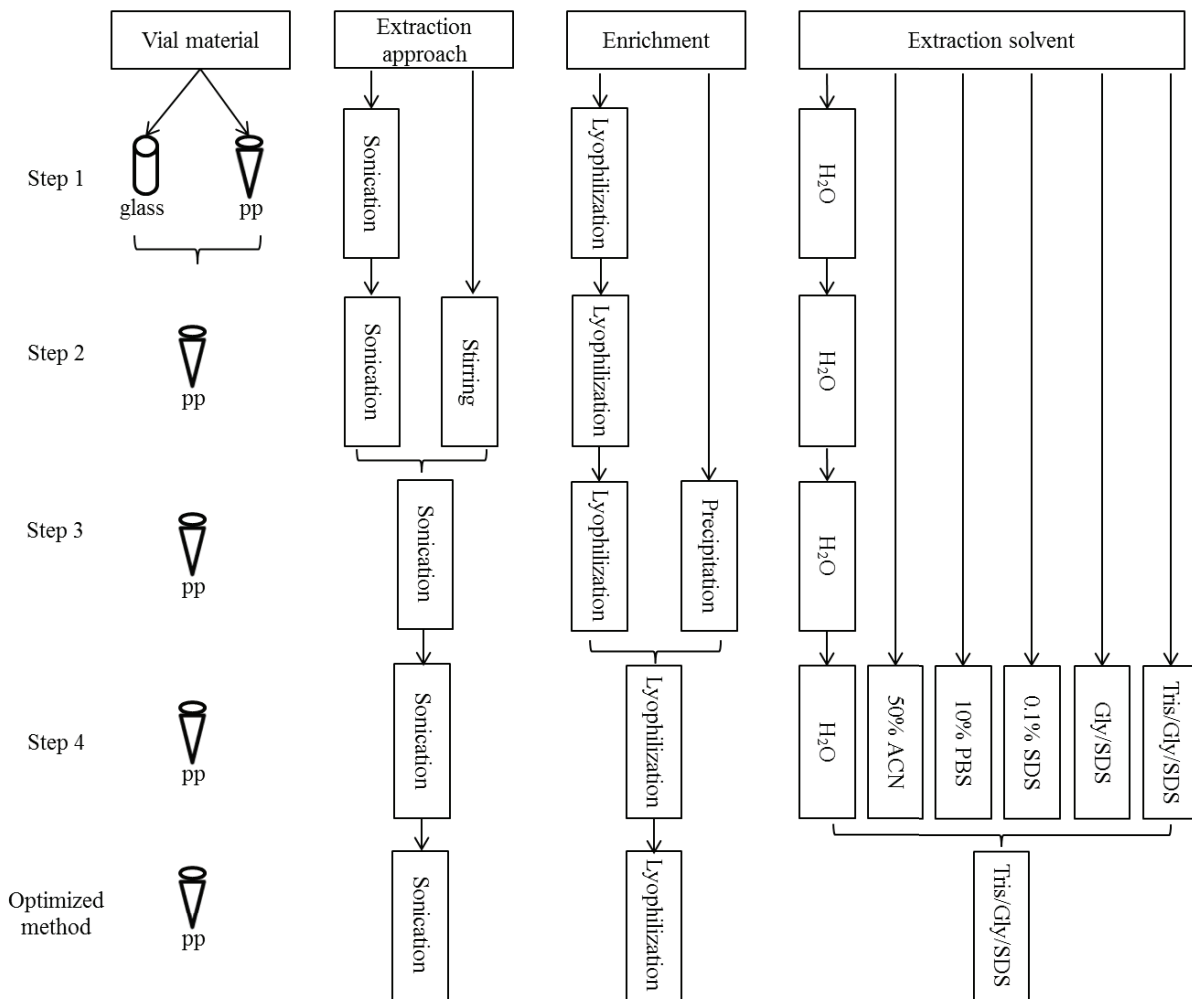 Vial material
Extraction
approach
Enrichment
Extraction solvent
Step 1
glass
pp
Sonication
Lyophilization
H₂O
Step 2
pp
Sonication
Stirring
Lyophilization
H₂O
Step 3
pp
Sonication
Lyophilization
Precipitation
H₂O
Step 4
pp
Sonication
Lyophilization
H₂O
50% ACN
10% PBS
0.1% SDS
Gly/SDS
Tris/Gly/SDS
Optimized
method
pp
Sonication
Lyophilization
Tris/Gly/SDS